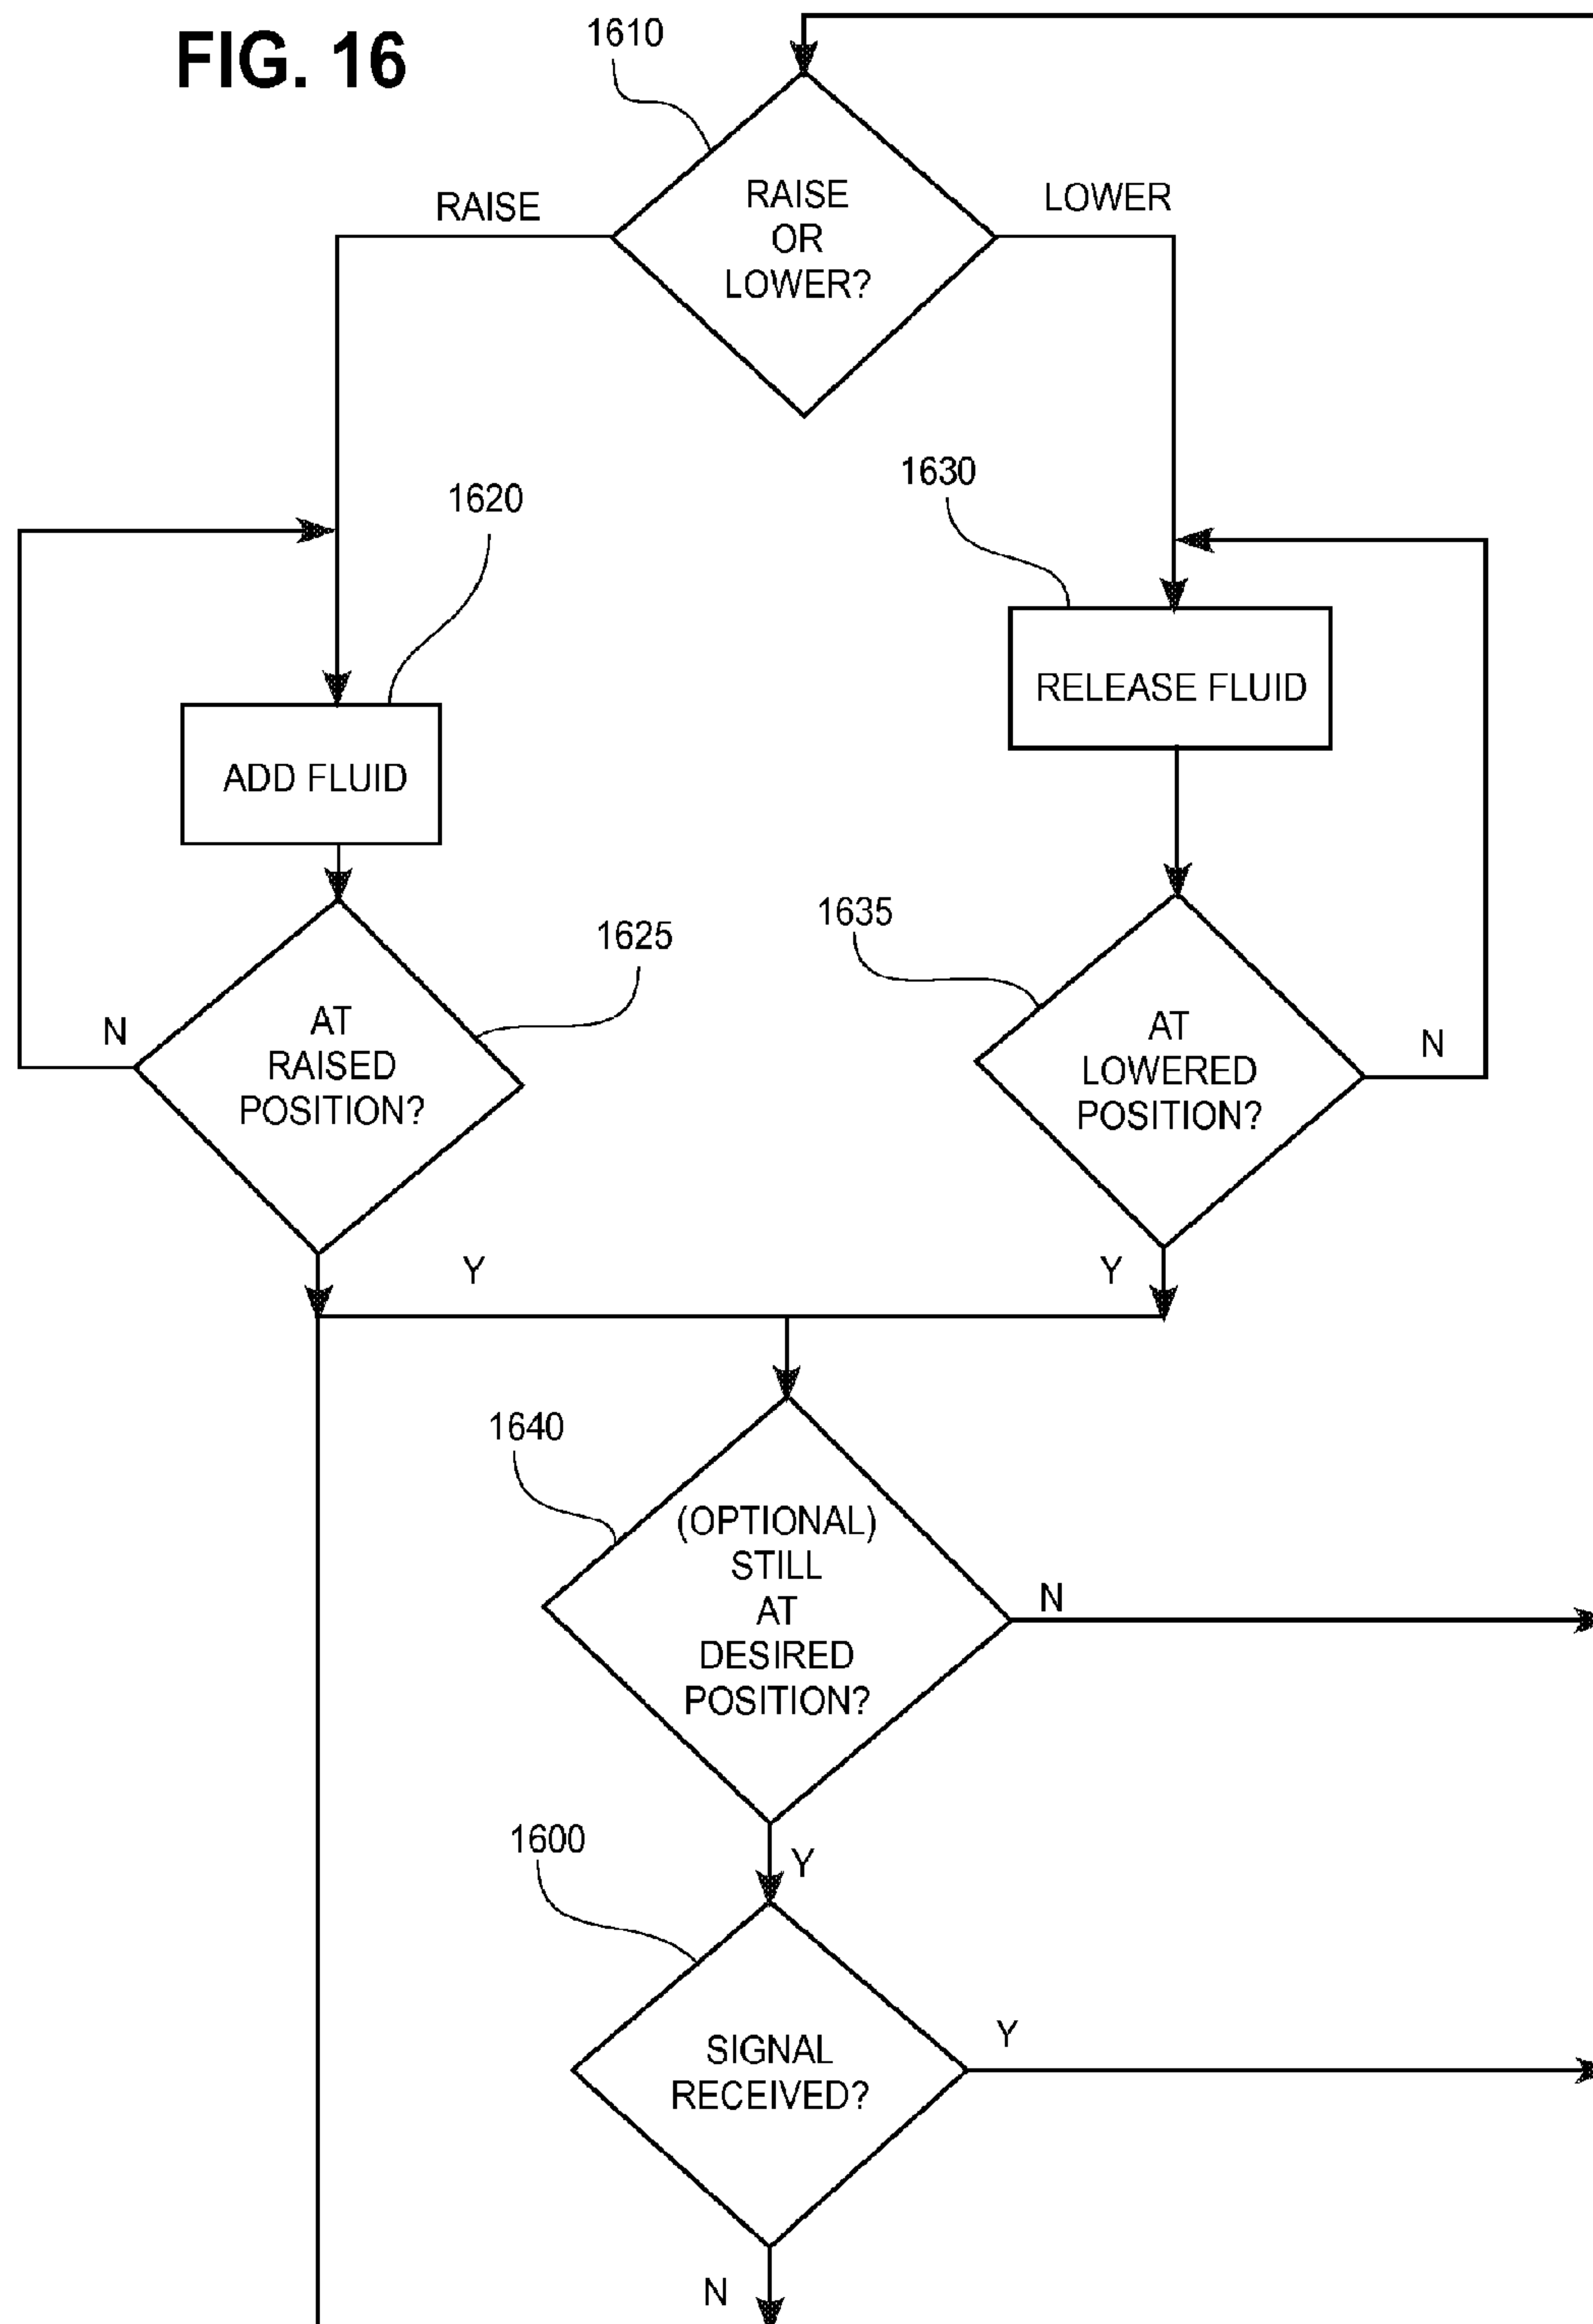 FIG. 16
1610
RAISE
LOWER
RAISE
OR
LOWER?
1620
1630
ADD FLUID
RELEASE FLUID
1625
1635
N
AT
RAISED
POSITION?
AT
LOWERED
POSITION?
N
Y
Y
1640
(OPTIONAL)
STILL
AT
DESIRED
POSITION?
N
1600
Y
SIGNAL
RECEIVED?
Y
N